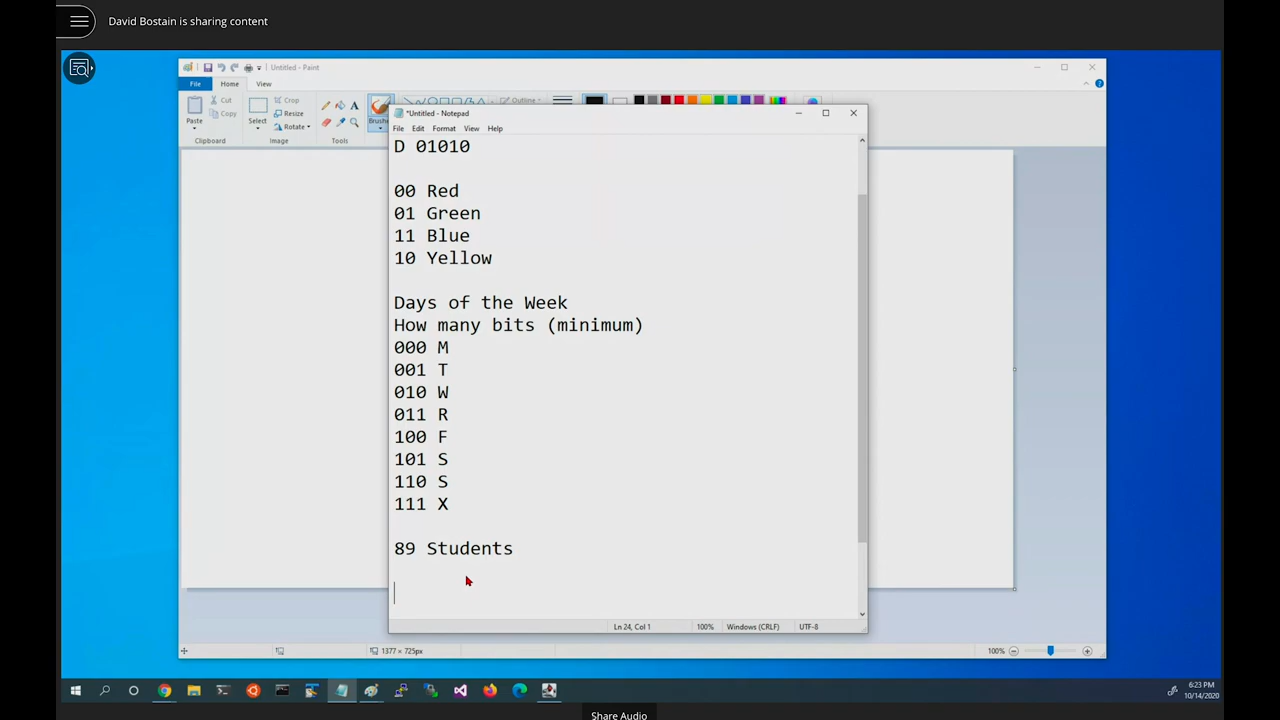 David Bostain is sharing content
Untitled - Paint
File Home View
Paste
Cut
Copy
Clipboard
Select
Crop
Resize
Rotate
Image
Tools
Brushes
Outline
*Untitled - Notepad
File Edit Format View Help
D 01010
00 Red
01 Green
11 Blue
10 Yellow
Days of the Week
How many bits (minimum)
000 M
001 T
010 W
011 R
100 F
101 S
110 S
111 X
89 Students
Ln 24, Col 1 100% Windows (CRLF) UTF-8
1377 × 725px 100%
6:23 PM
10/14/2020
Share Audio